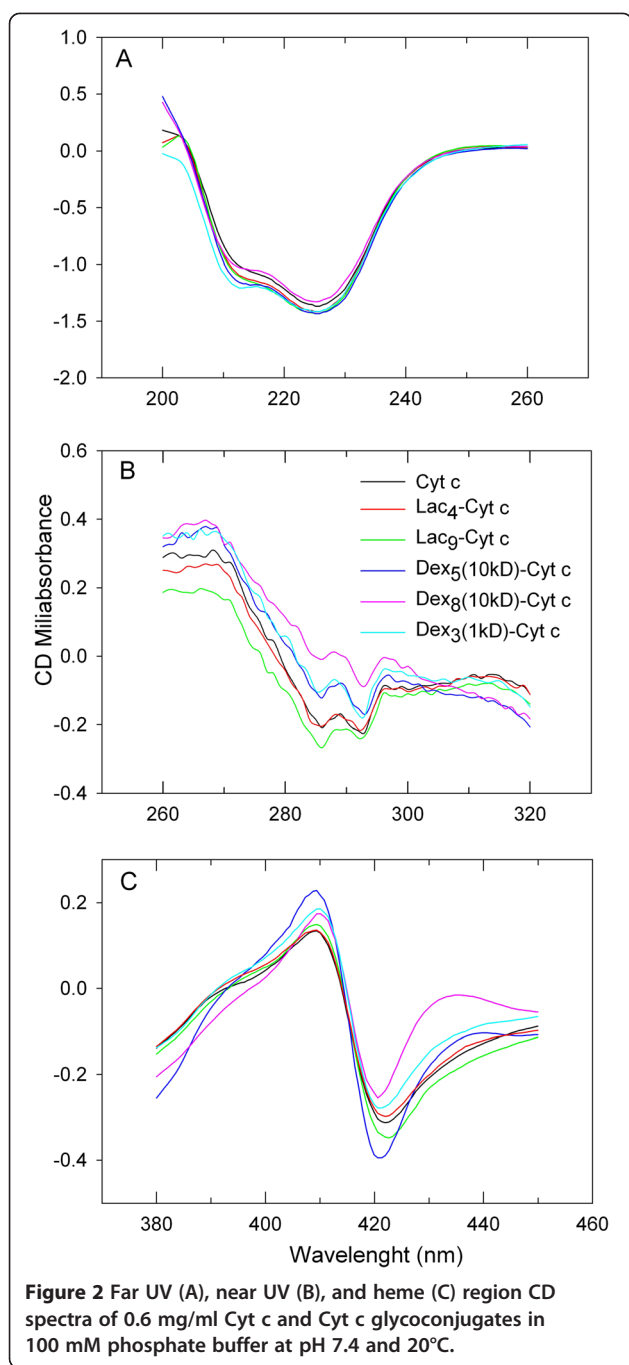 A
1.0
0.5
0.0
-0.5
-1.0
-1.5
-2.0
200 220 240 260
B
0.6
0.4
0.2
0.0
-0.2
-0.4
Cyt c
Lac₄-Cyt c
Lac₉-Cyt c
Dex₅(10kD)-Cyt c
Dex₈(10kD)-Cyt c
Dex₃(1kD)-Cyt c
CD Miliabsorbance
260 280 300 320
C
0.2
0.0
-0.2
-0.4
380 400 420 440 460
Wavelenght (nm)
Figure 2 Far UV (A), near UV (B), and heme (C) region CD
spectra of 0.6 mg/ml Cyt c and Cyt c glycoconjugates in
100 mM phosphate buffer at pH 7.4 and 20°C.